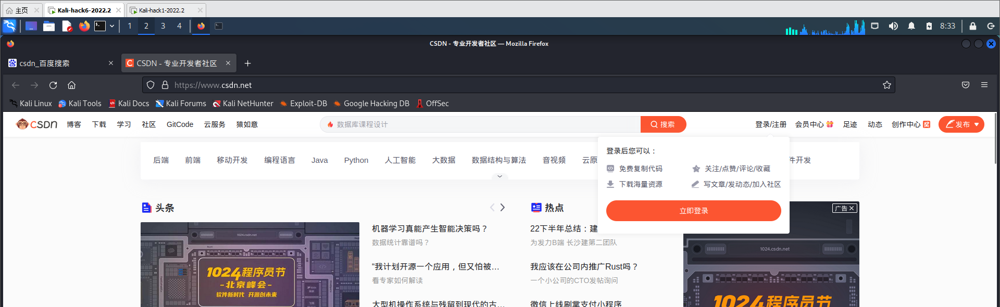 主页
Kali-hack6-2022.2
Kali-hack1-2022.2
1 2 3 4
8:33
CSDN - 专业开发者社区 — Mozilla Firefox
csdn_百度搜索
CSDN - 专业开发者社区
https://www.csdn.net
Kali Linux Kali Tools Kali Docs Kali Forums Kali NetHunter Exploit-DB Google Hacking DB OffSec
CSDN 博客 下载 学习 社区 GitCode 云服务 猿如意
数据库课程设计
搜索
登录/注册 会员中心 足迹 动态 创作中心 奖 发布
后端 前端 移动开发 编程语言 Java Python 人工智能 大数据 数据结构与算法 音视频 云原 件开发
登录后您可以：
免费复制代码 关注/点赞/评论/收藏
下载海量资源 写文章/发动态/加入社区
立即登录
头条
1024.csdn.net
1024程序员节
-北京峰会-
软件新时代 开源创未来
机器学习真能产生智能决策吗？
数据统计靠谱吗？
“我计划开源一个应用，但又怕被…
看专家如何解读
大型机操作系统与残留到现代的古…
热点
22下半年总结：建
为发力B端 长沙建第二团队
我应该在公司内推广Rust吗？
一个小公司的CTO发帖询问
微信上线刷掌支付小程序
广告
1024.csdn.net
1024程序员节